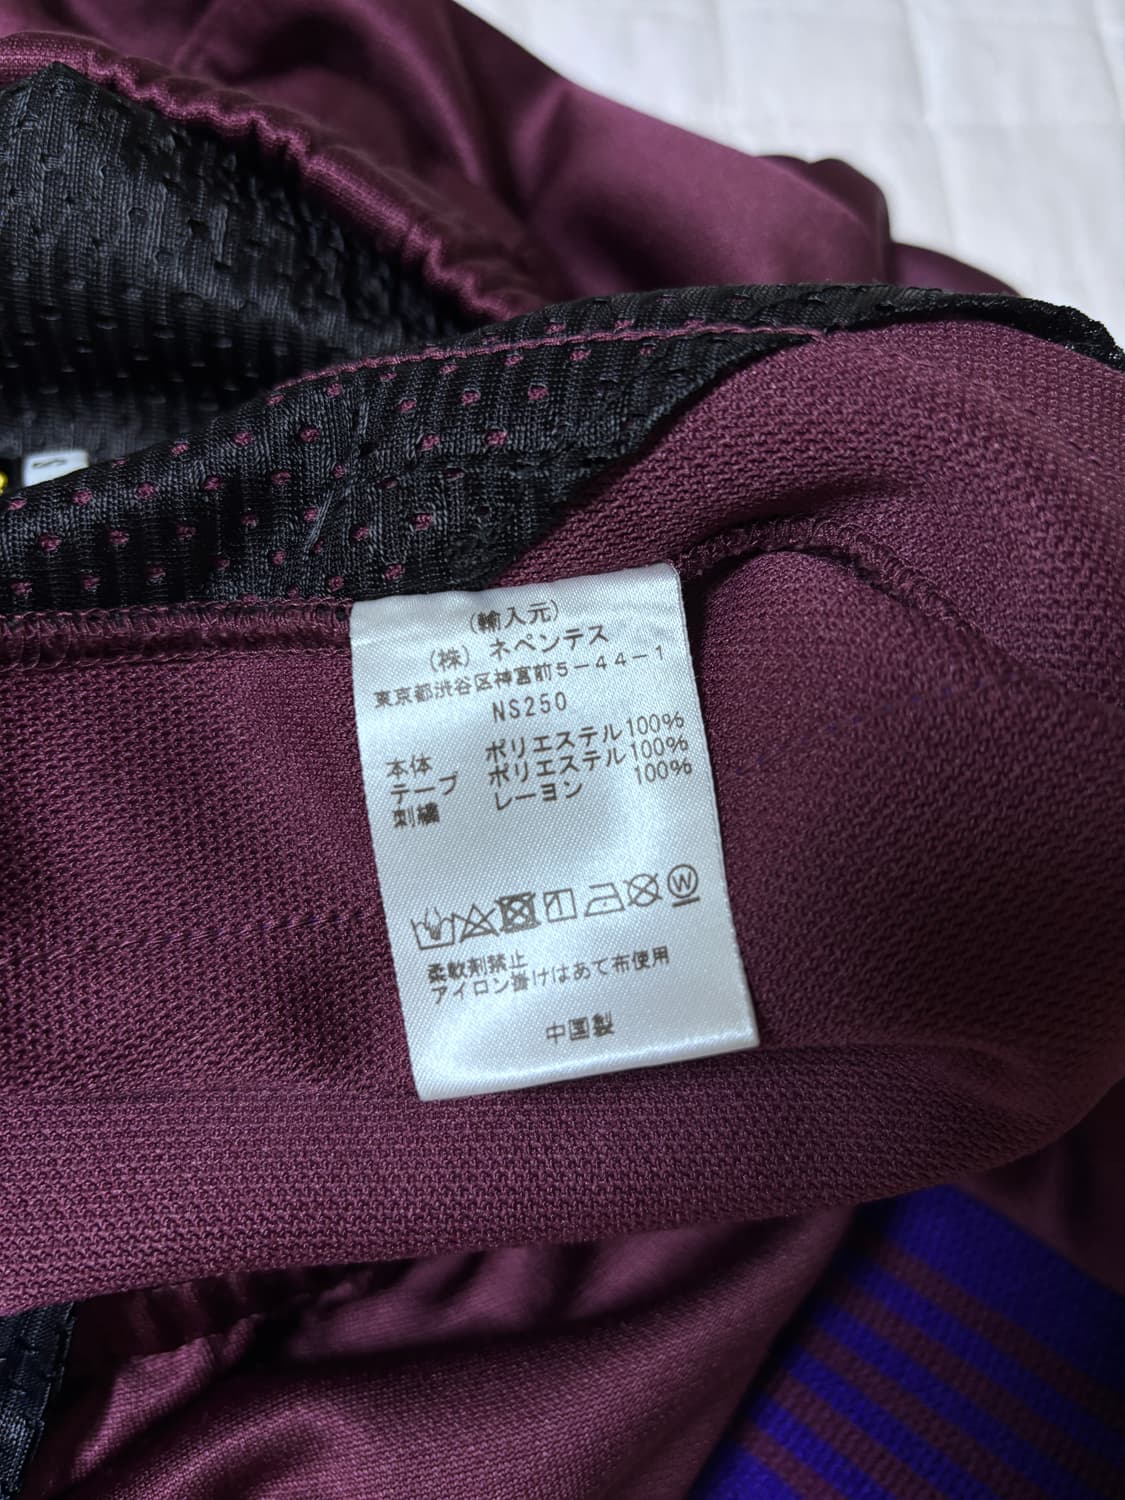 S
(輸入元)
(株) ネペンテス
東京都渋谷区神宮前5-44-1
NS250
本体 ポリエステル100%
テープ ポリエステル100%
刺繍 レーヨン 100%
W
柔軟剤禁止
アイロン掛けはあて布使用
中国製